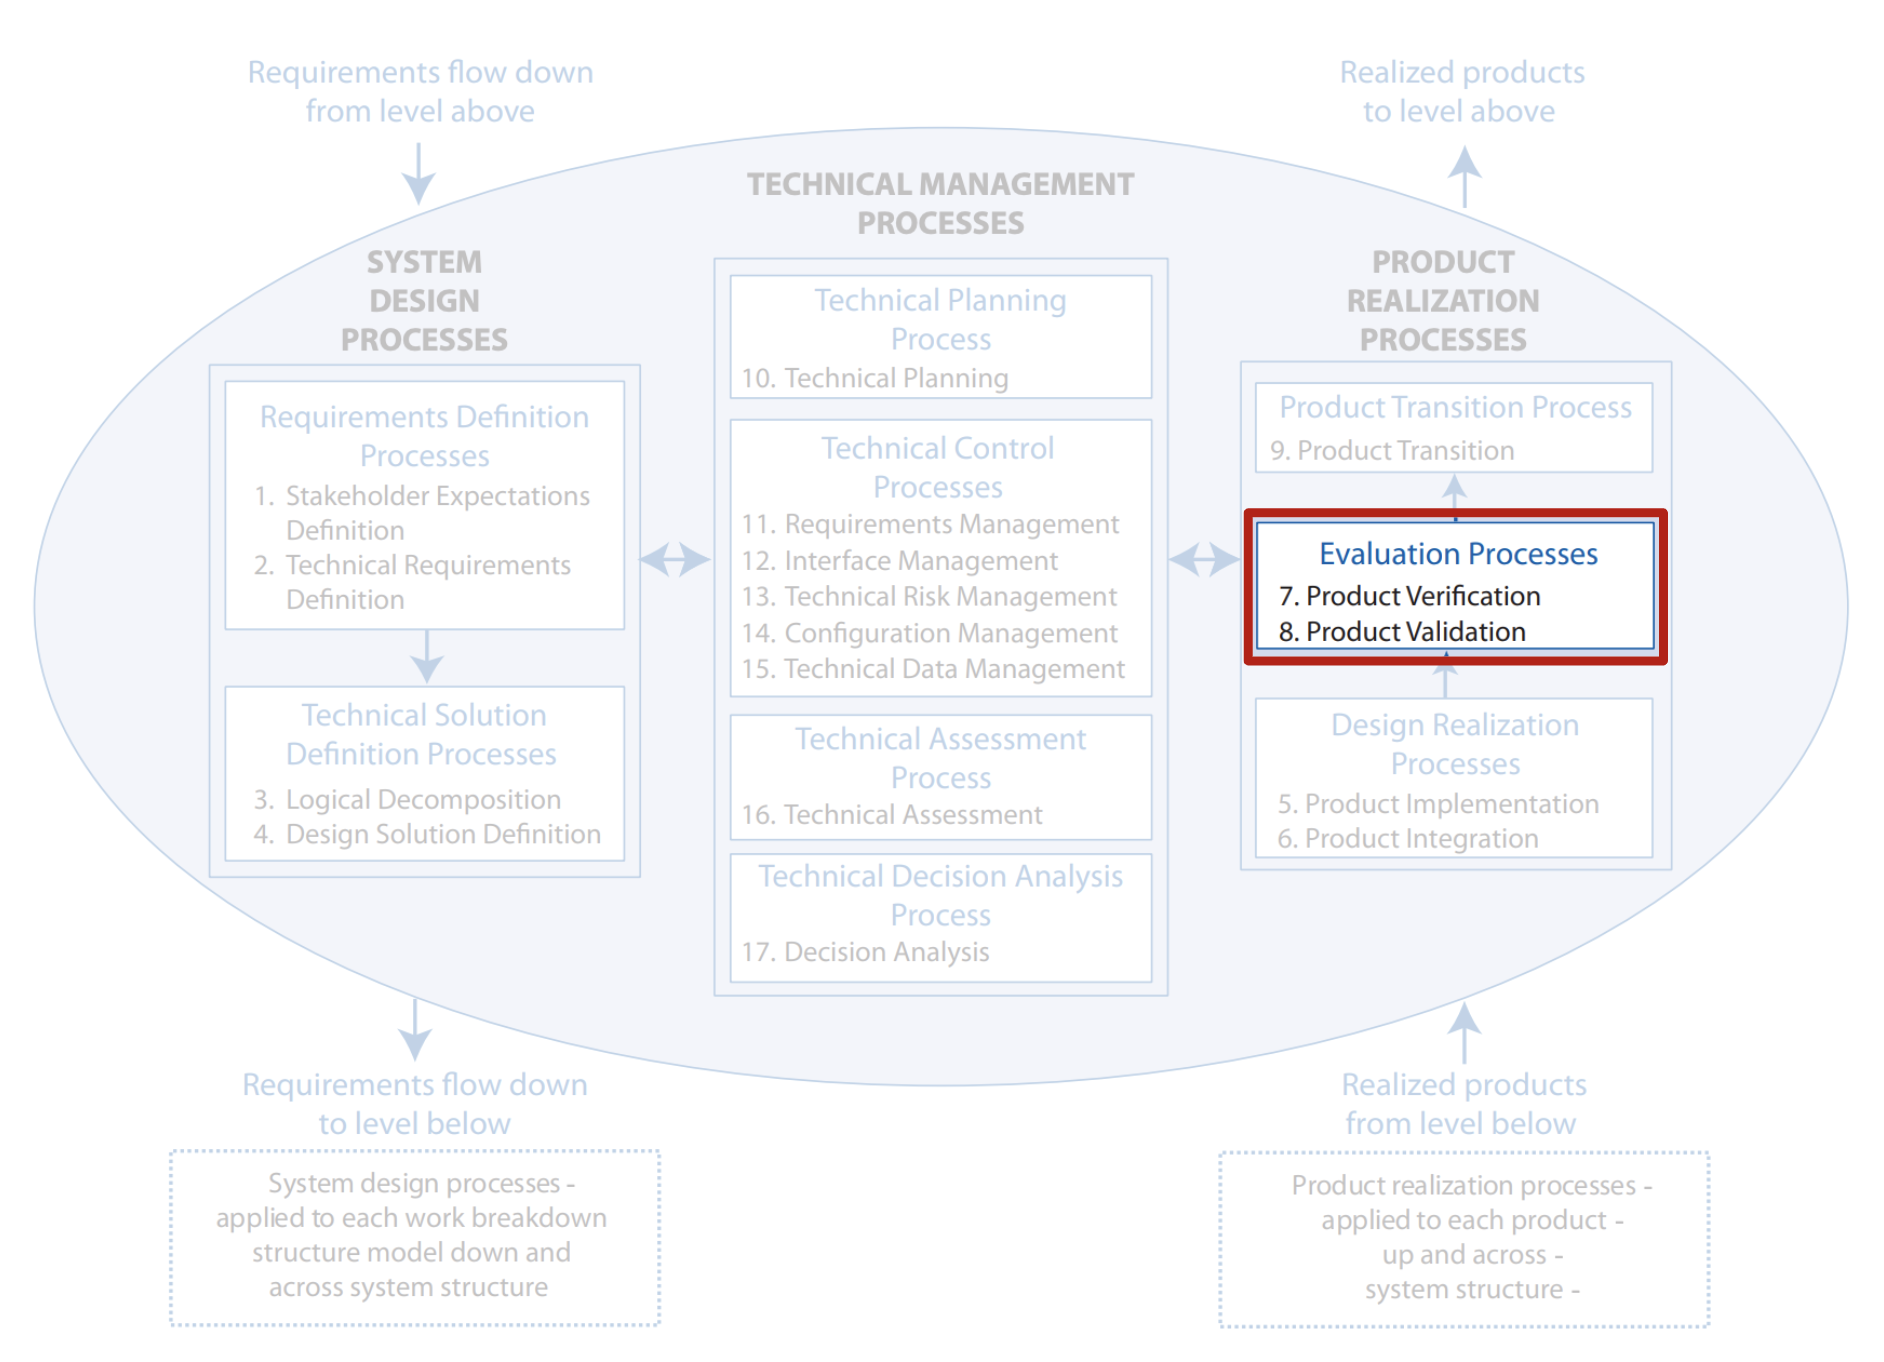 Requirements flow down
from level above
Realized products
to level above
TECHNICAL MANAGEMENT
PROCESSES
SYSTEM
DESIGN
PROCESSES
Requirements Definition
Processes
1. Stakeholder Expectations
Definition
2. Technical Requirements
Definition
Technical Solution
Definition Processes
3. Logical Decomposition
4. Design Solution Definition
Technical Planning
Process
10. Technical Planning
Technical Control
Processes
11. Requirements Management
12. Interface Management
13. Technical Risk Management
14. Configuration Management
15. Technical Data Management
Technical Assessment
Process
16. Technical Assessment
Technical Decision Analysis
Process
17. Decision Analysis
PRODUCT
REALIZATION
PROCESSES
Product Transition Process
9. Product Transition
Evaluation Processes
7. Product Verification
8. Product Validation
Design Realization
Processes
5. Product Implementation
6. Product Integration
Requirements flow down
to level below
System design processes -
applied to each work breakdown
structure model down and
across system structure
Realized products
from level below
Product realization processes -
applied to each product -
up and across -
system structure -